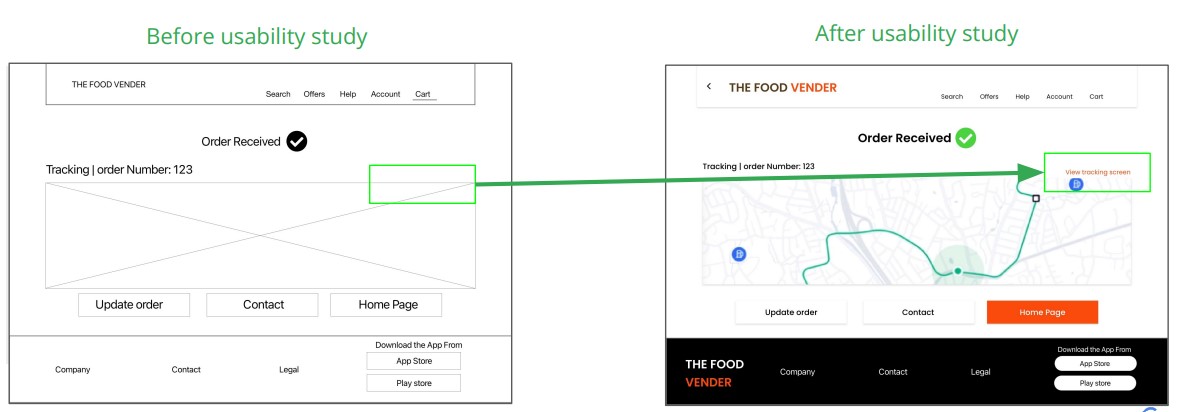 Before usability study
After usability study
THE FOOD VENDER
Search Offers Help Account Cart
Order Received
Tracking | order Number: 123
Update order Contact Home Page
Download the App From
Company Contact Legal
App Store
Play store
THE FOOD VENDER
Search Offers Help Account Cart
Order Received
Tracking | order Number: 123
View tracking screen
Update order Contact Home Page
Download the App From
THE FOOD
VENDER
Company Contact Legal
App Store
Play store